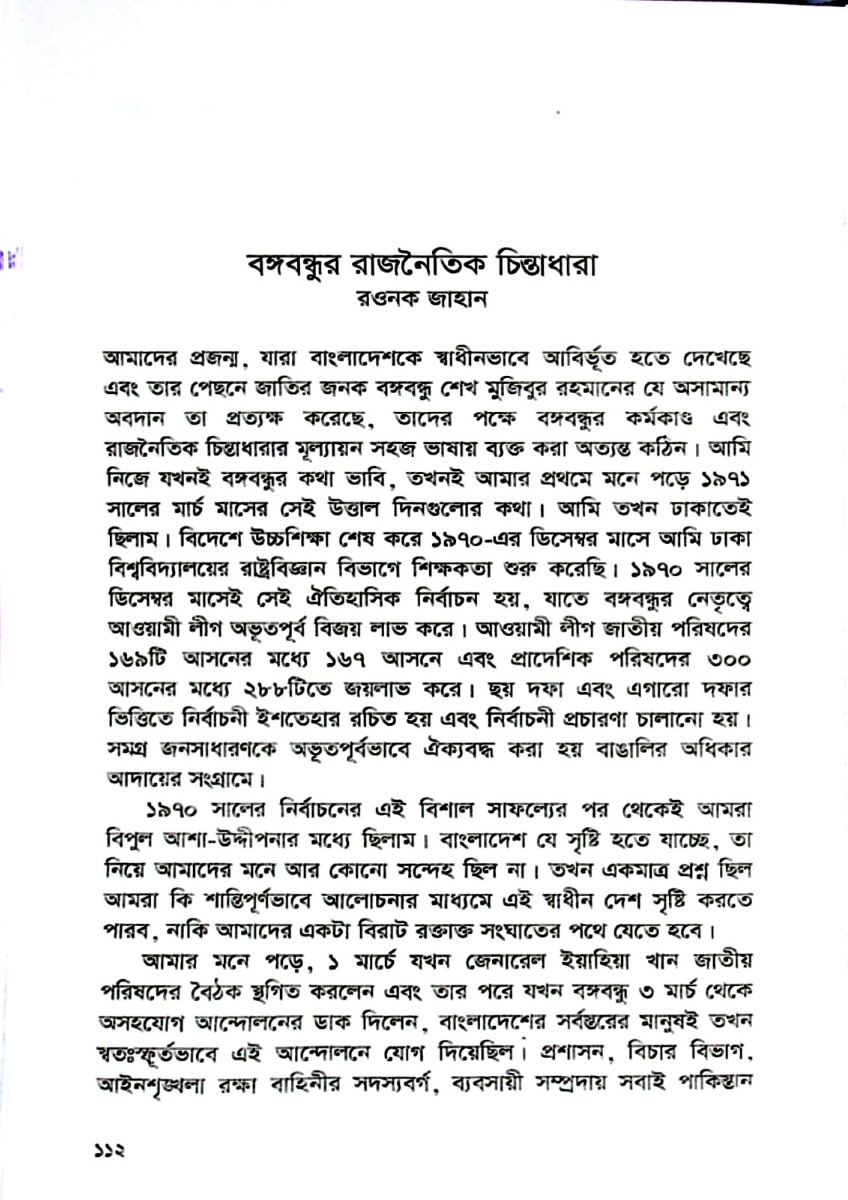 বঙ্গবন্ধুর রাজনৈতিক চিন্তাধারা
রওনক জাহান
আমাদের প্রজন্ম, যারা বাংলাদেশকে স্বাধীনভাবে আবির্ভূত হতে দেখেছে
এবং তার পেছনে জাতির জনক বঙ্গবন্ধু শেখ মুজিবুর রহমানের যে অসামান্য
অবদান তা প্রত্যক্ষ করেছে, তাদের পক্ষে বঙ্গবন্ধুর কর্মকাণ্ড এবং
রাজনৈতিক চিন্তাধারার মূল্যায়ন সহজ ভাষায় ব্যক্ত করা অত্যন্ত কঠিন। আমি
নিজে যখনই বঙ্গবন্ধুর কথা ভাবি, তখনই আমার প্রথমে মনে পড়ে ১৯৭১
সালের মার্চ মাসের সেই উত্তাল দিনগুলোর কথা। আমি তখন ঢাকাতেই
ছিলাম। বিদেশে উচ্চশিক্ষা শেষ করে ১৯৭০-এর ডিসেম্বর মাসে আমি ঢাকা
বিশ্ববিদ্যালয়ের রাষ্ট্রবিজ্ঞান বিভাগে শিক্ষকতা শুরু করেছি। ১৯৭০ সালের
ডিসেম্বর মাসেই সেই ঐতিহাসিক নির্বাচন হয়, যাতে বঙ্গবন্ধুর নেতৃত্বে
আওয়ামী লীগ অভূতপূর্ব বিজয় লাভ করে। আওয়ামী লীগ জাতীয় পরিষদের
১৬৯টি আসনের মধ্যে ১৬৭ আসনে এবং প্রাদেশিক পরিষদের ৩০০
আসনের মধ্যে ২৮৮টিতে জয়লাভ করে। ছয় দফা এবং এগারো দফার
ভিত্তিতে নির্বাচনী ইশতেহার রচিত হয় এবং নির্বাচনী প্রচারণা চালানো হয়।
সমগ্র জনসাধারণকে অভূতপূর্বভাবে ঐক্যবদ্ধ করা হয় বাঙালির অধিকার
আদায়ের সংগ্রামে।
১৯৭০ সালের নির্বাচনের এই বিশাল সাফল্যের পর থেকেই আমরা
বিপুল আশা-উদ্দীপনার মধ্যে ছিলাম। বাংলাদেশ যে সৃষ্টি হতে যাচ্ছে, তা
নিয়ে আমাদের মনে আর কোনো সন্দেহ ছিল না। তখন একমাত্র প্রশ্ন ছিল
আমরা কি শান্তিপূর্ণভাবে আলোচনার মাধ্যমে এই স্বাধীন দেশ সৃষ্টি করতে
পারব, নাকি আমাদের একটা বিরাট রক্তাক্ত সংঘাতের পথে যেতে হবে।
আমার মনে পড়ে, ১ মার্চে যখন জেনারেল ইয়াহিয়া খান জাতীয়
পরিষদের বৈঠক স্থগিত করলেন এবং তার পরে যখন বঙ্গবন্ধু ৩ মার্চ থেকে
অসহযোগ আন্দোলনের ডাক দিলেন, বাংলাদেশের সর্বস্তরের মানুষই তখন
স্বতঃস্ফূর্তভাবে এই আন্দোলনে যোগ দিয়েছিল। প্রশাসন, বিচার বিভাগ,
আইনশৃঙ্খলা রক্ষা বাহিনীর সদস্যবর্গ, ব্যবসায়ী সম্প্রদায় সবাই পাকিস্তান
১১২